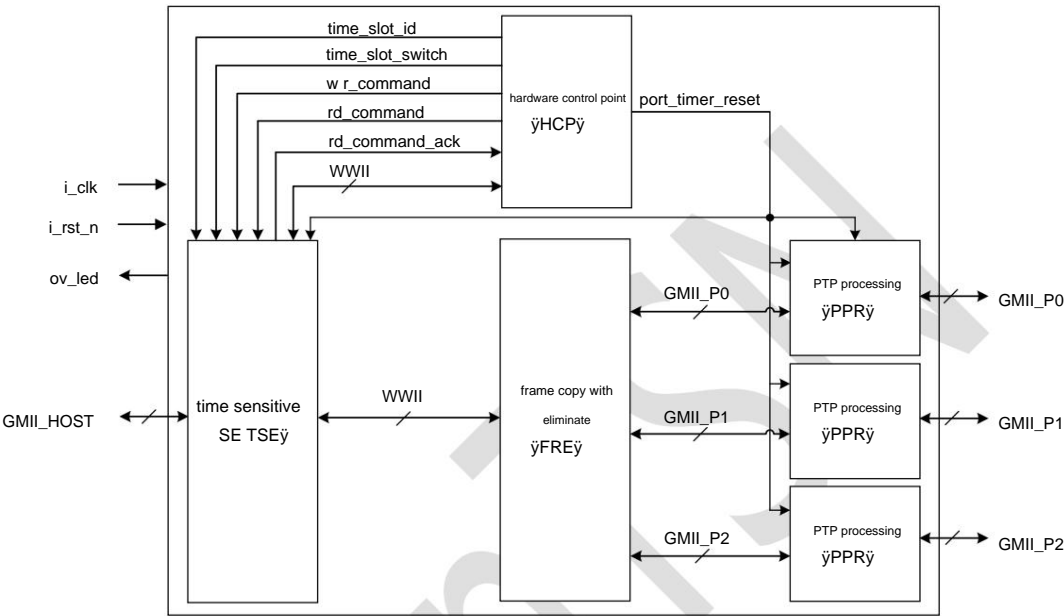 time_slot_id
time_slot_switch
w r_command
rd_command
rd_command_ack
WWII
hardware control point
ÿHCPÿ
port_timer_reset
i_clk
i_rst_n
ov_led
GMII_HOST
time sensitive
SE TSEÿ
WWII
frame copy with
eliminate
ÿFREÿ
GMII_P0
GMII_P1
GMII_P2
PTP processing
ÿPPRÿ
PTP processing
ÿPPRÿ
PTP processing
ÿPPRÿ
GMII_P0
GMII_P1
GMII_P2